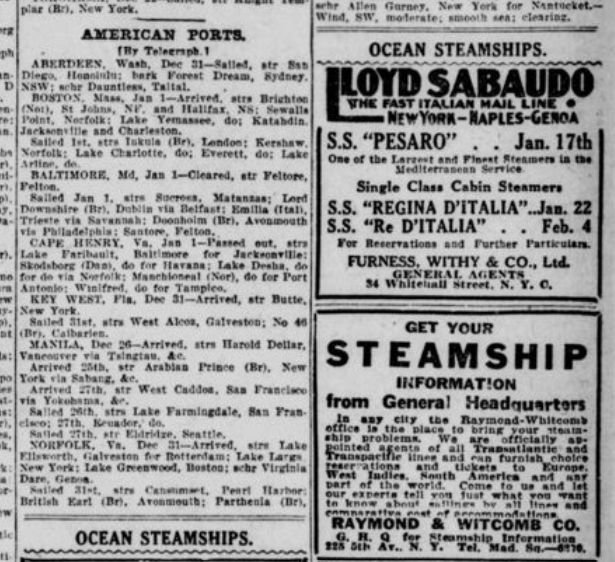 plar (Br), New York.
AMERICAN PORTS.
[By Telegraph.]
ABERDEEN, Wash, Dec 31—Sailed, str San
Diego, Honolulu; bark Forest Dream, Sydney,
NSW; schr Dauntless, Taltal.
BOSTON, Mass, Jan 1—Arrived, strs Brighton
(Nor), St Johns, NF, and Halifax, NS; Sewalls
Point, Norfolk; Lake Yemassee, do; Katahdin,
Jacksonville and Charleston.
Sailed 1st, strs Inkula (Br), London; Kershaw,
Norfolk; Lake Charlotte, do; Everett, do; Lake
Arline, do.
BALTIMORE, Md, Jan 1—Cleared, str Feltore,
Felton.
Sailed Jan 1, strs Sucrosa, Matanzas; Lord
Downshire (Br), Dublin via Belfast; Emilia (Ital),
Trieste via Savannah; Doonholm (Br), Avonmouth
via Philadelphia; Santore, Felton.
CAPE HENRY, Va, Jan 1—Passed out, strs
Lake Faribault, Baltimore for Jacksonville;
Skodsborg (Dan), do for Havana; Lake Desha, do
for do via Norfolk; Manchioneal (Nor), do for Port
Antonio; Winifred, do for Tampico.
KEY WEST, Fla, Dec 31—Arrived, str Butte,
New York.
Sailed 31st, strs West Alcoz, Galveston; No 46
(Br), Caibarien.
MANILA, Dec 26—Arrived, strs Harold Dollar,
Vancouver via Tsingtau, &c.
Arrived 25th, str Arabian Prince (Br), New
York via Sabang, &c.
Arrived 27th, str West Caddoa, San Francisco
via Yokohama, &c.
Sailed 26th, strs Lake Farmingdale, San Fran-
cisco; 27th, Ecuador, do.
Sailed 27th, str Eldridge, Seattle.
NORFOLK, Va, Dec 31—Arrived, strs Lake
Ellsworth, Galveston for Rotterdam; Lake Large,
New York; Lake Greenwood, Boston; schr Virginia
Dare, Genoa.
Sailed 31st, strs Cansumset, Pearl Harbor;
British Earl (Br), Avonmouth; Parthenia (Br),
OCEAN STEAMSHIPS.
schr Allen Gurney, New York for Nantucket.—
Wind, SW, moderate; smooth sea; clearing.
OCEAN STEAMSHIPS.
LLOYD SABAUDO
THE FAST ITALIAN MAIL LINE
NEW YORK-NAPLES-GENOA
S.S. "PESARO" . . Jan. 17th
One of the Largest and Finest Steamers in the
Mediterranean Service
Single Class Cabin Steamers
S.S. "REGINA D'ITALIA"..Jan. 22
S.S. "Re D'ITALIA" . . Feb. 4
For Reservations and Further Particulars.
FURNESS, WITHY & CO., Ltd.
GENERAL AGENTS
34 Whitehall Street, N. Y. C.
GET YOUR
STEAMSHIP
INFORMATION
from General Headquarters
In any city the Raymond-Whitcomb
office is the place to bring your steam-
ship problems. We are officially ap-
pointed agents of all Transatlantic and
Transpacific lines and can furnish choice
reservations and tickets to Europe,
West Indies, South America and any
part of the world. Come to us and let
our experts tell you just what you want
to know about sailings by all lines and
comparative cost of accommodations.
RAYMOND & WITCOMB CO.
G. H. Q for Steamship Information
225 5th Av., N. Y. Tel. Mad. Sq.—6270.